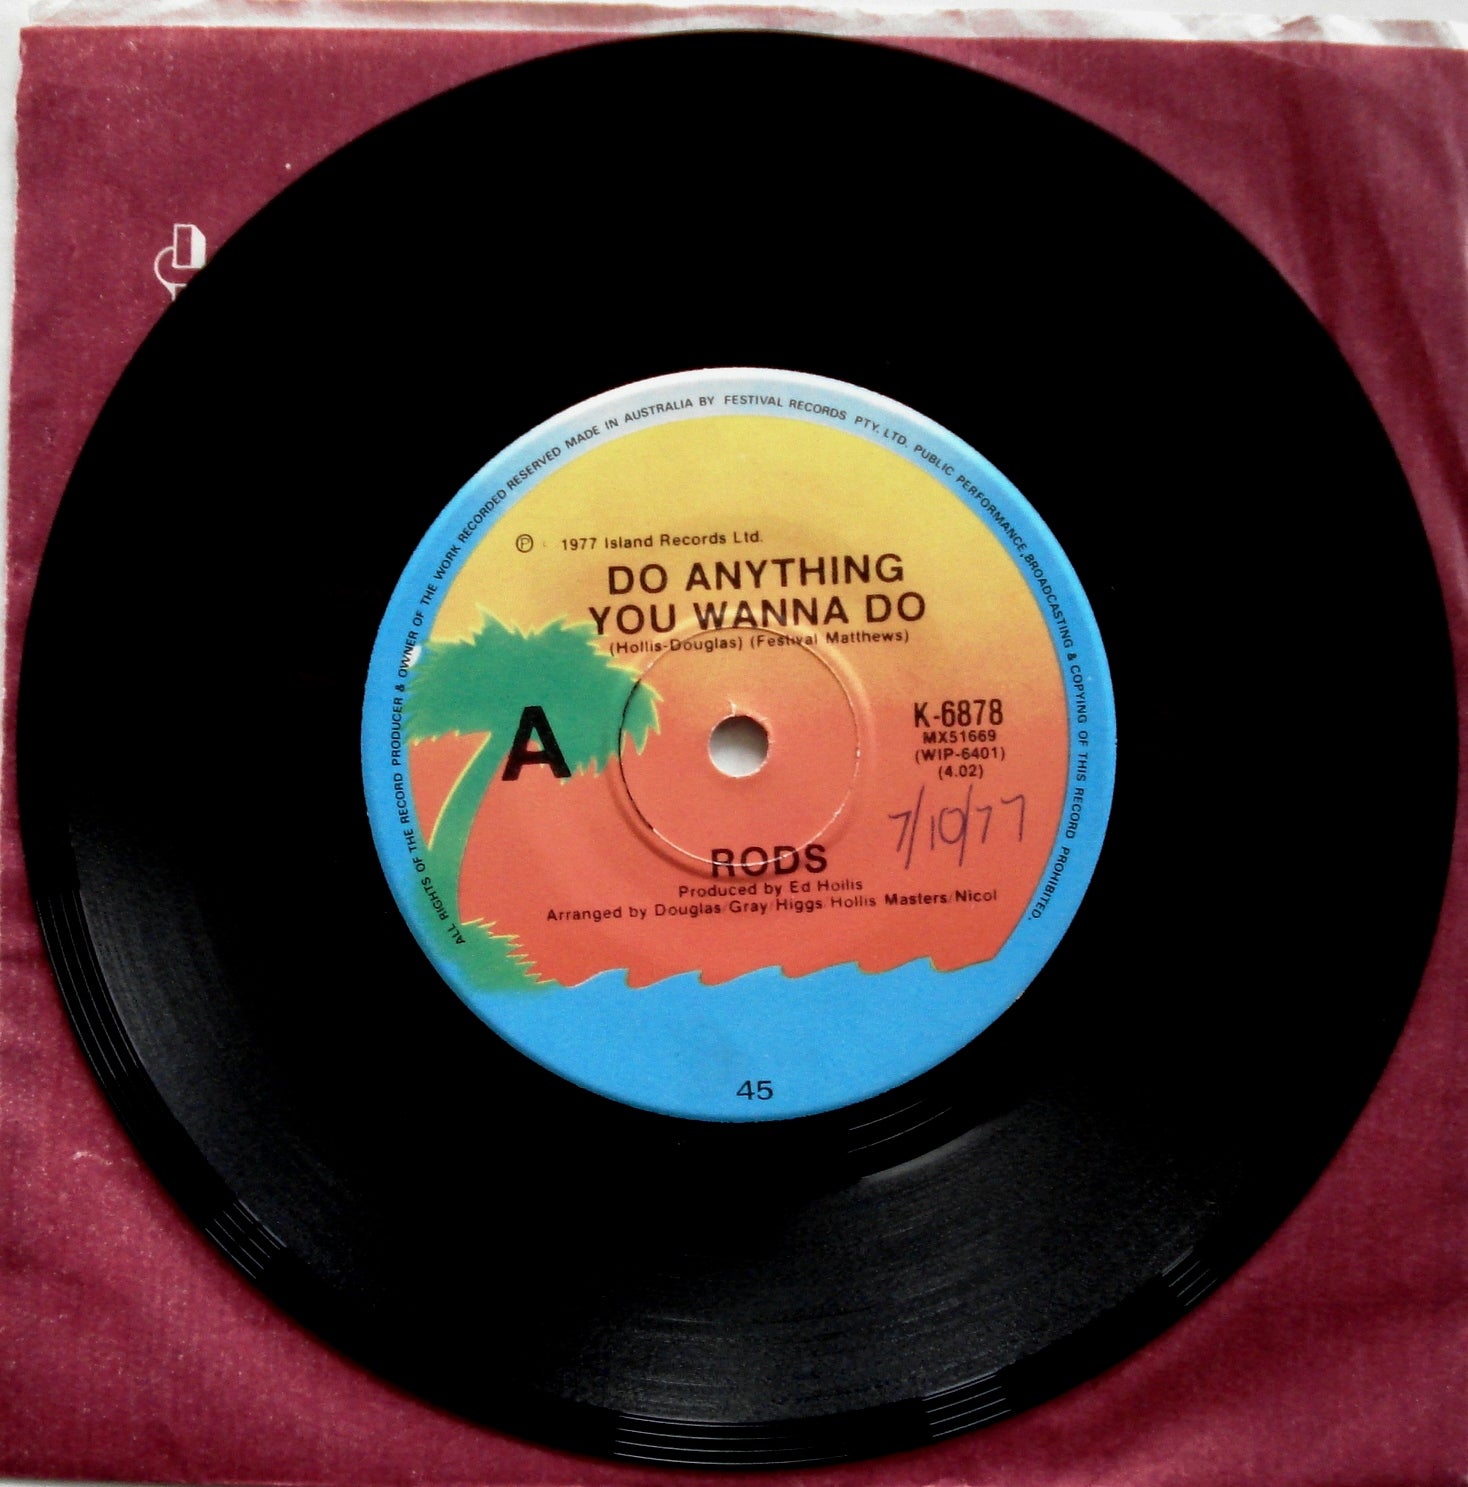 ALL RIGHTS OF THE RECORD PRODUCER & OWNER OF THE WORK RECORDED RESERVED MADE IN AUSTRALIA BY FESTIVAL RECORDS PTY. LTD. PUBLIC PERFORMANCE, BROADCASTING & COPYING OF THIS RECORD PROHIBITED.
Ⓟ 1977 Island Records Ltd.
DO ANYTHING
YOU WANNA DO
(Hollis-Douglas) (Festival Matthews)
A
K-6878
MX51669
(WIP-6401)
(4.02)
7/10/77
RODS
Produced by Ed Hollis
Arranged by Douglas/Gray/Higgs/Hollis Masters/Nicol
45